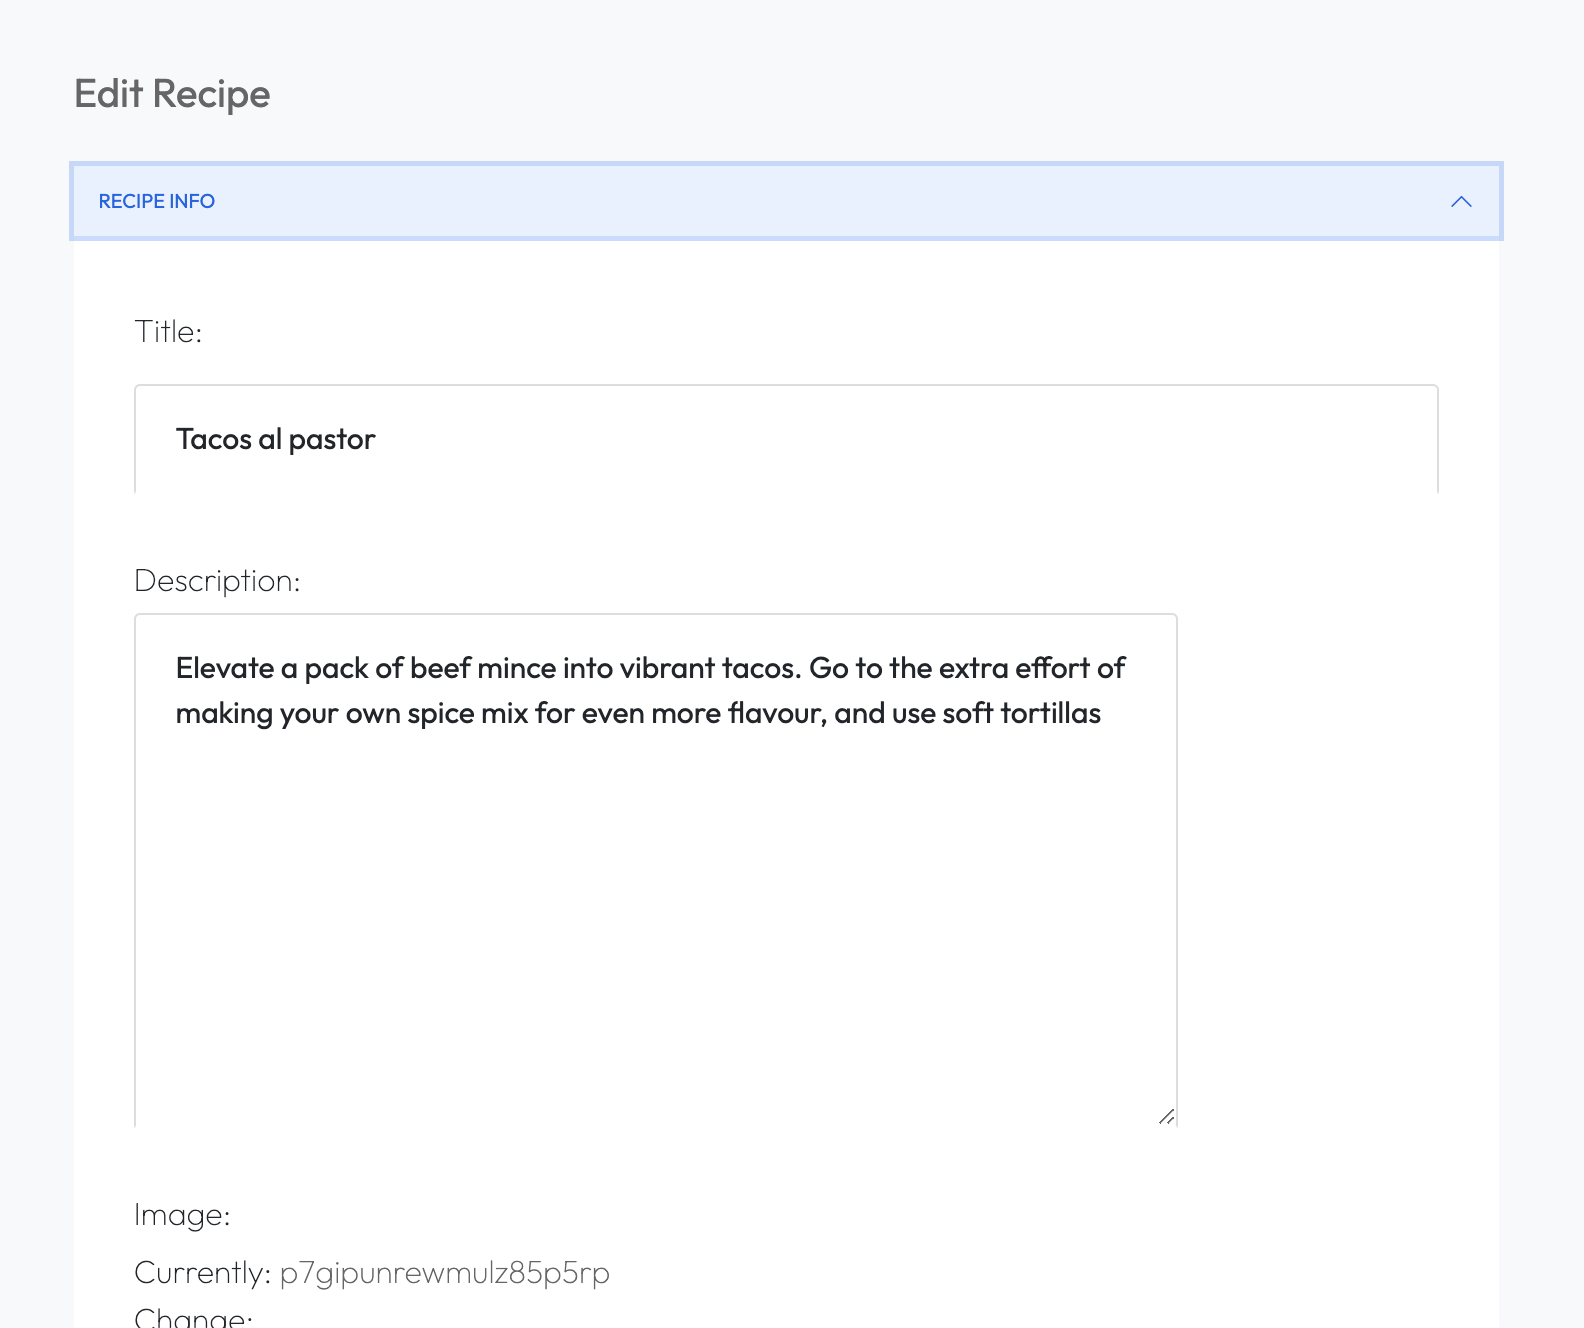 Edit Recipe
RECIPE INFO
Title:
Tacos al pastor
Description:
Elevate a pack of beef mince into vibrant tacos. Go to the extra effort of
making your own spice mix for even more flavour, and use soft tortillas
Image:
Currently: p7gipunrewmulz85p5rp
Change: